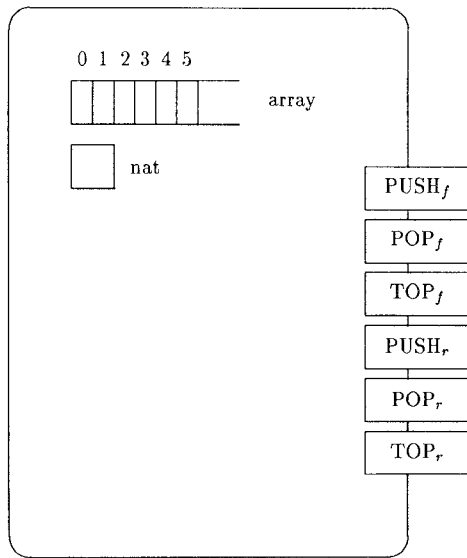 0 1 2 3 4 5
array
nat
PUSH_f
POP_f
TOP_f
PUSH_r
POP_r
TOP_r